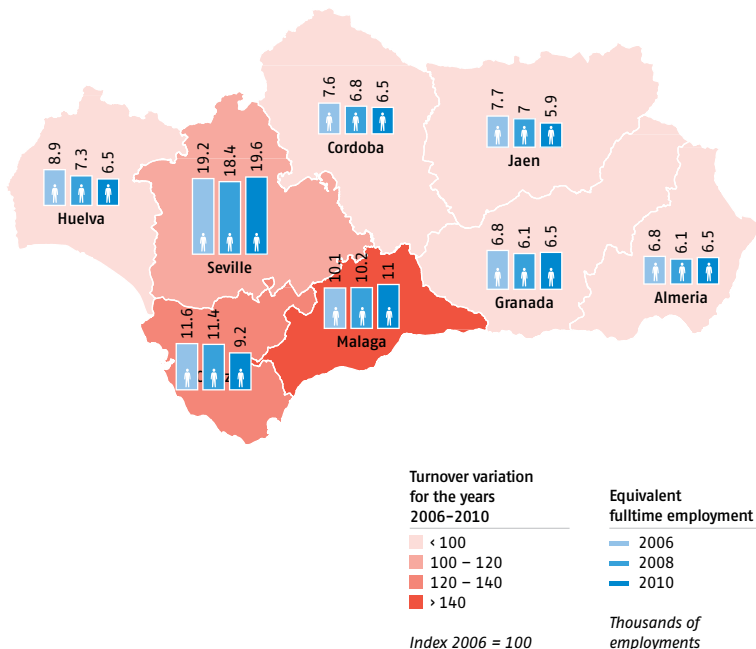 7.6
6.8
6.5
Cordoba
7.7
7
5.9
Jaen
8.9
7.3
6.5
Huelva
19.2
18.4
19.6
Seville
6.8
6.1
6.5
Granada
6.8
6.1
6.5
Almeria
10.1
10.2
11
Malaga
11.6
11.4
9.2
Turnover variation
for the years
2006–2010
‹ 100
100 – 120
120 – 140
› 140
Index 2006 = 100
Equivalent
fulltime employment
2006
2008
2010
Thousands of
employments